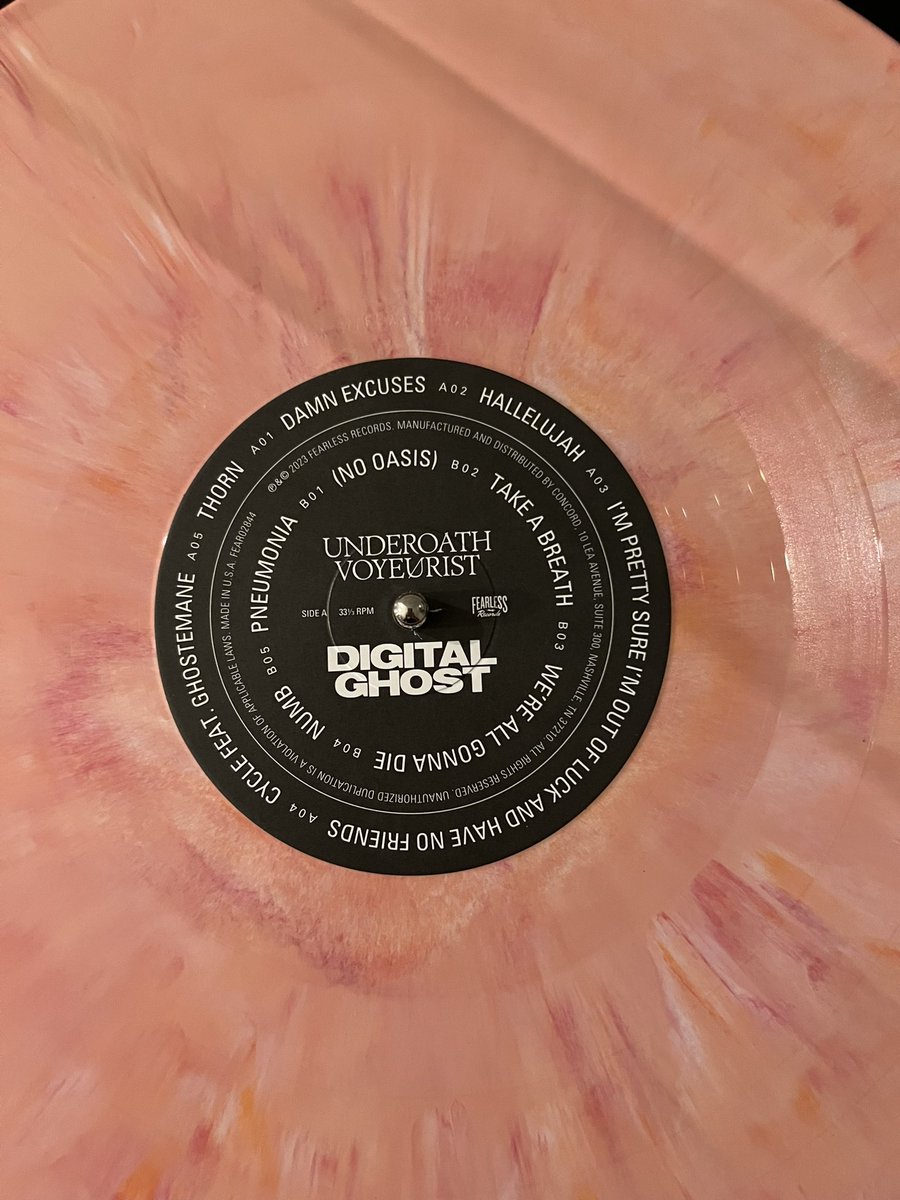 A01 DAMN EXCUSES
A02 HALLELUJAH
A03 I'M PRETTY SURE I'M OUT OF LUCK AND HAVE NO FRIENDS
A04 CYCLE FEAT. GHOSTEMANE
A05 THORN
℗&© 2023 FEARLESS RECORDS. MANUFACTURED AND DISTRIBUTED BY CONCORD, 10 LEA AVENUE, SUITE 300, NASHVILLE, TN 37210. ALL RIGHTS RESERVED. UNAUTHORIZED DUPLICATION IS A VIOLATION OF APPLICABLE LAWS. MADE IN U.S.A. FEAR02844
B01 (NO OASIS)
B02 TAKE A BREATH
B03 WE'RE ALL GONNA DIE
B04 NUMB
B05 PNEUMONIA
UNDEROATH
VOYEURIST
SIDE A 33⅓ RPM
FEARLESS
Records
DIGITAL
GHOST